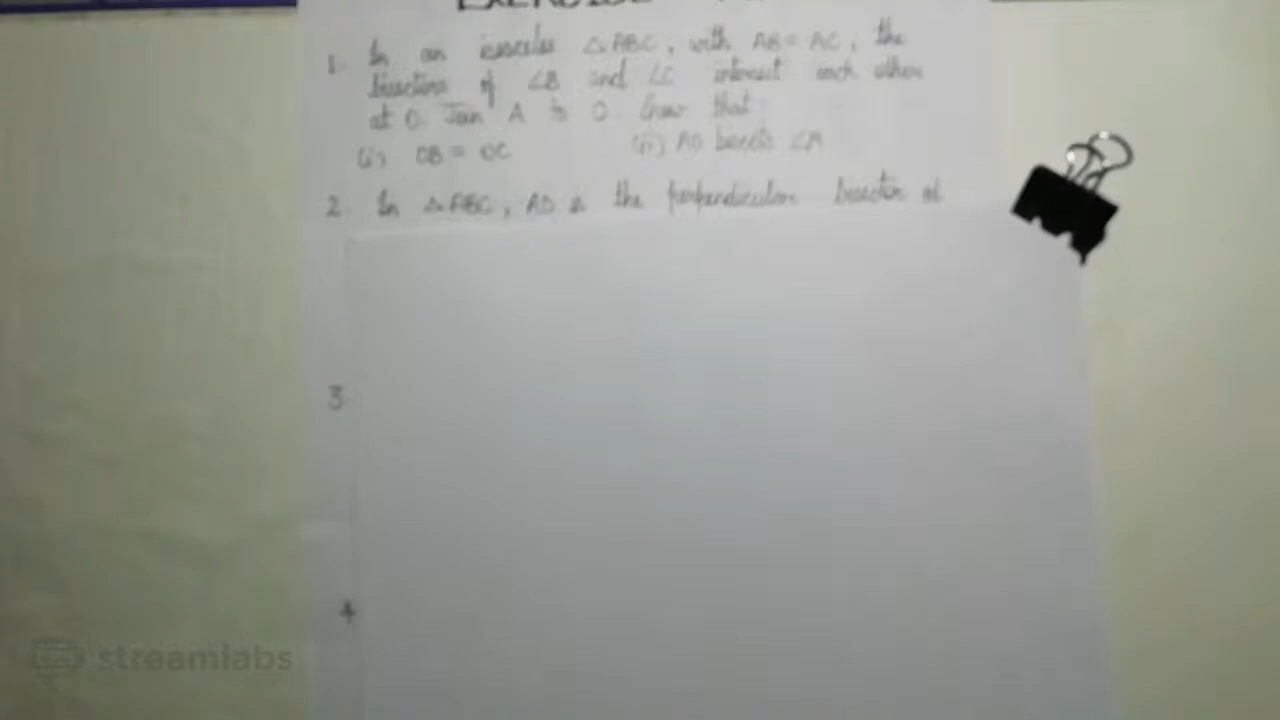 EXERCISE
1. In an isosceles △ABC, with AB = AC, the
bisectors of ∠B and ∠C intersect each other
at O. Join A to O. Show that
(i) OB = OC (ii) AO bisects ∠A
2. In △ABC, AD is the perpendicular bisector of
3
4
streamlabs